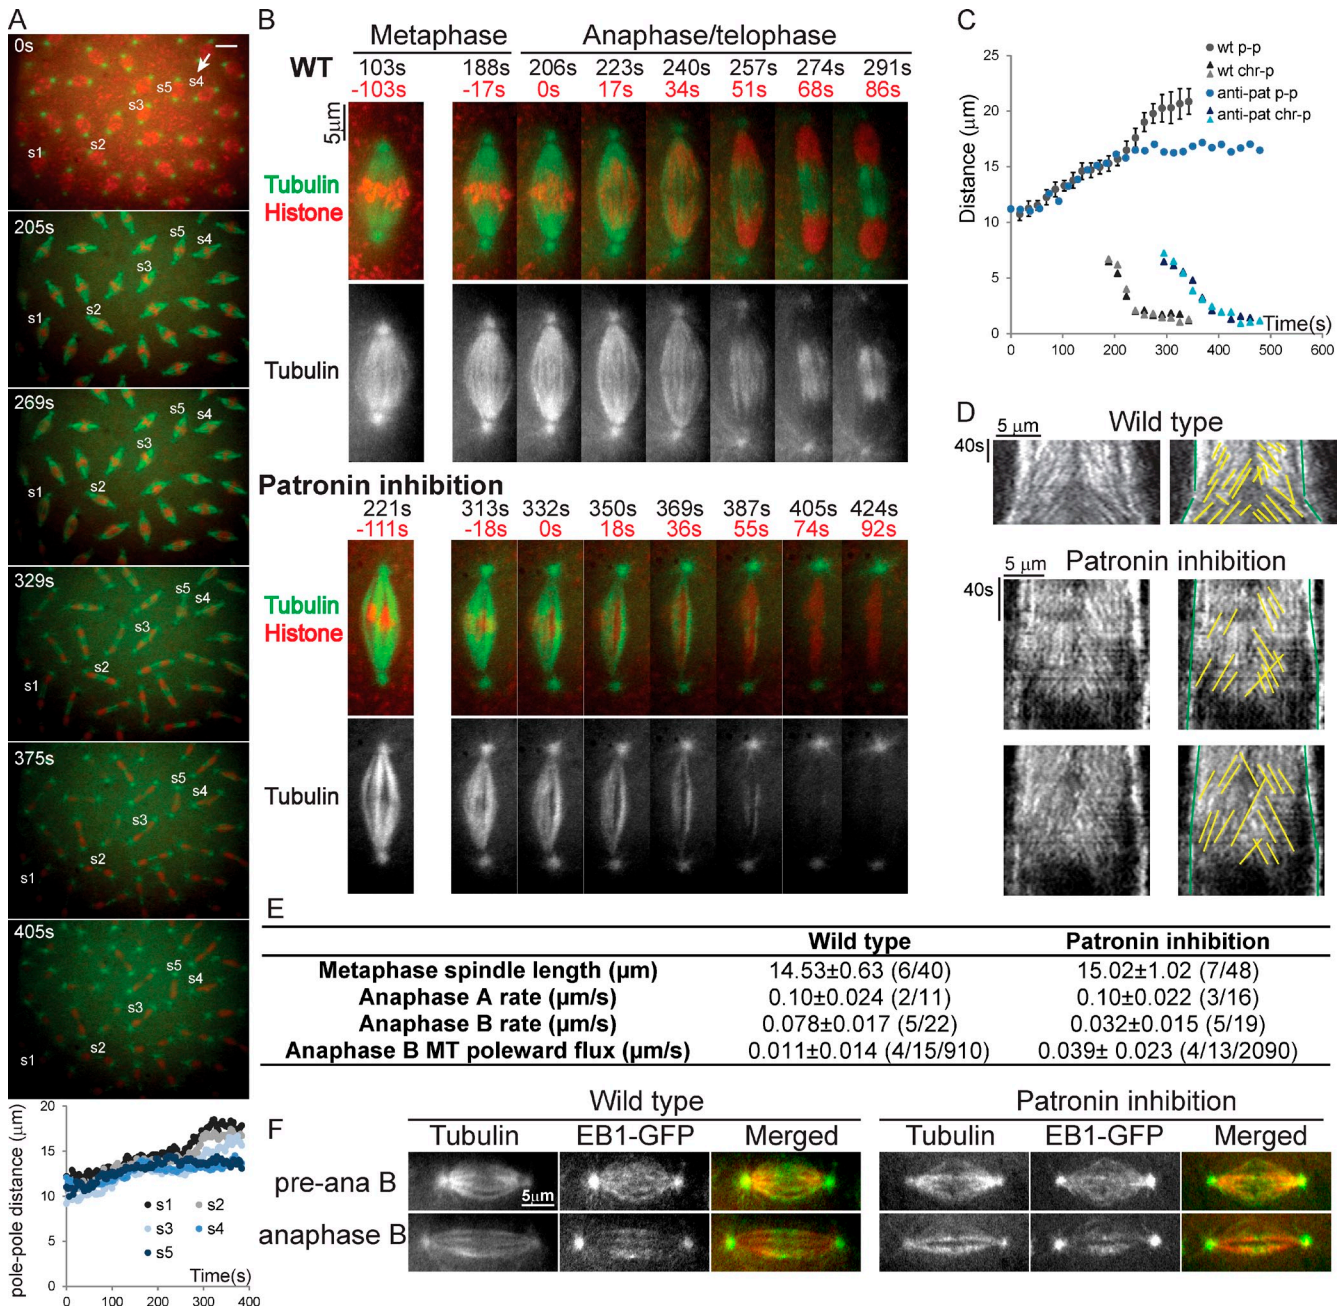 A
0s
s1
s2
s3
s4
s5
205s
s1
s2
s3
s4
s5
269s
s1
s2
s3
s4
s5
329s
s1
s2
s3
s4
s5
375s
s1
s2
s3
s4
s5
405s
s1
s2
s3
s4
s5
pole-pole distance (μm)
20
15
10
5
0
s1 s2
s3 s4
s5
Time(s)
0 100 200 300 400
B
Metaphase Anaphase/telophase
WT 103s 188s 206s 223s 240s 257s 274s 291s
-103s -17s 0s 17s 34s 51s 68s 86s
5μm
Tubulin
Histone
Tubulin
Patronin inhibition
221s 313s 332s 350s 369s 387s 405s 424s
-111s -18s 0s 18s 36s 55s 74s 92s
Tubulin
Histone
Tubulin
C
Distance (μm)
25
20
15
10
5
0
wt p-p
wt chr-p
anti-pat p-p
anti-pat chr-p
Time(s)
0 100 200 300 400 500 600
D
5 μm Wild type
40s
5 μm Patronin inhibition
40s
E
Wild type Patronin inhibition
Metaphase spindle length (μm) 14.53±0.63 (6/40) 15.02±1.02 (7/48)
Anaphase A rate (μm/s) 0.10±0.024 (2/11) 0.10±0.022 (3/16)
Anaphase B rate (μm/s) 0.078±0.017 (5/22) 0.032±0.015 (5/19)
Anaphase B MT poleward flux (μm/s) 0.011±0.014 (4/15/910) 0.039± 0.023 (4/13/2090)
F
Wild type Patronin inhibition
Tubulin EB1-GFP Merged Tubulin EB1-GFP Merged
pre-ana B
5μm
anaphase B